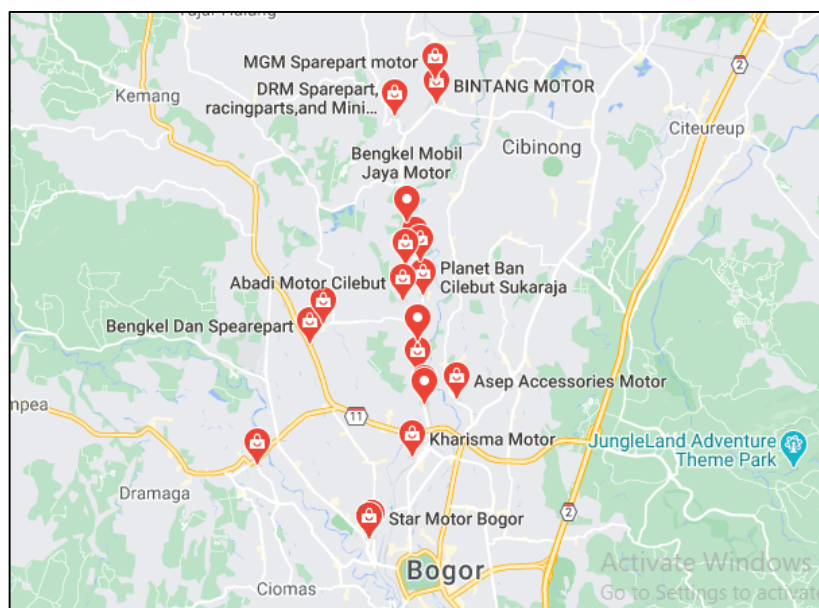 Kemang
MGM Sparepart motor
DRM Sparepart,
racingparts,and Mini...
BINTANG MOTOR
2
Citeureup
Cibinong
Bengkel Mobil
Jaya Motor
Abadi Motor Cilebut
Planet Ban
Cilebut Sukaraja
Bengkel Dan Spearepart
Asep Accessories Motor
mpea
11
Kharisma Motor
JungleLand Adventure
Theme Park
Dramaga
Star Motor Bogor
2
Bogor
Ciomas
Activate Windows
Go to Settings to activate